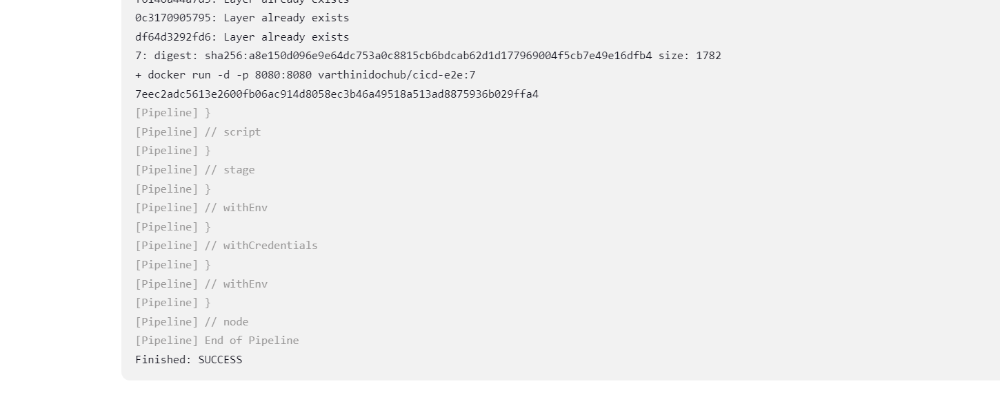 0c3170905795: Layer already exists
df64d3292fd6: Layer already exists
7: digest: sha256:a8e150d096e9e64dc753a0c8815cb6bdcab62d1d177969004f5cb7e49e16dfb4 size: 1782
+ docker run -d -p 8080:8080 varthinidochub/cicd-e2e:7
7eec2adc5613e2600fb06ac914d8058ec3b46a49518a513ad8875936b029ffa4
[Pipeline] }
[Pipeline] // script
[Pipeline] }
[Pipeline] // stage
[Pipeline] }
[Pipeline] // withEnv
[Pipeline] }
[Pipeline] // withCredentials
[Pipeline] }
[Pipeline] // withEnv
[Pipeline] }
[Pipeline] // node
[Pipeline] End of Pipeline
Finished: SUCCESS